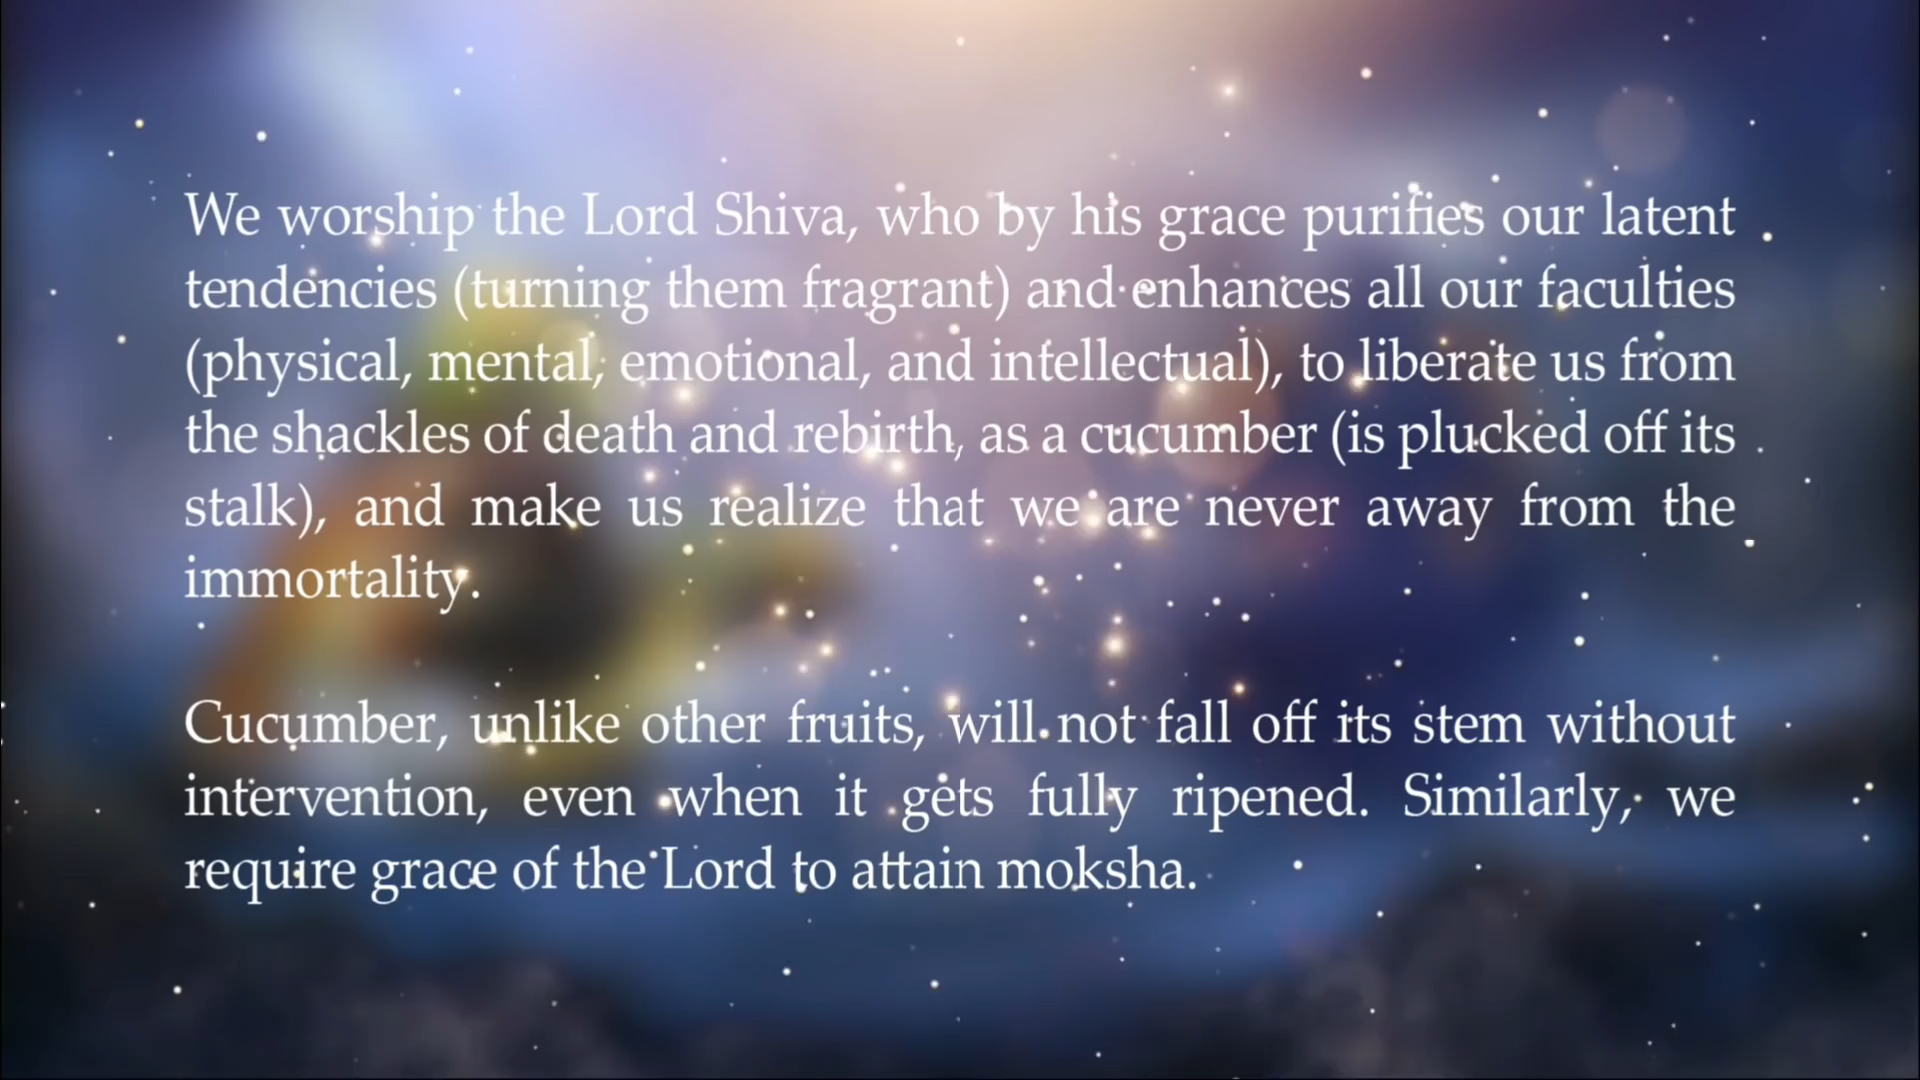 We worship the Lord Shiva, who by his grace purifies our latent
tendencies (turning them fragrant) and enhances all our faculties
(physical, mental, emotional, and intellectual), to liberate us from
the shackles of death and rebirth, as a cucumber (is plucked off its
stalk), and make us realize that we are never away from the
immortality.
Cucumber, unlike other fruits, will not fall off its stem without
intervention, even when it gets fully ripened. Similarly, we
require grace of the Lord to attain moksha.